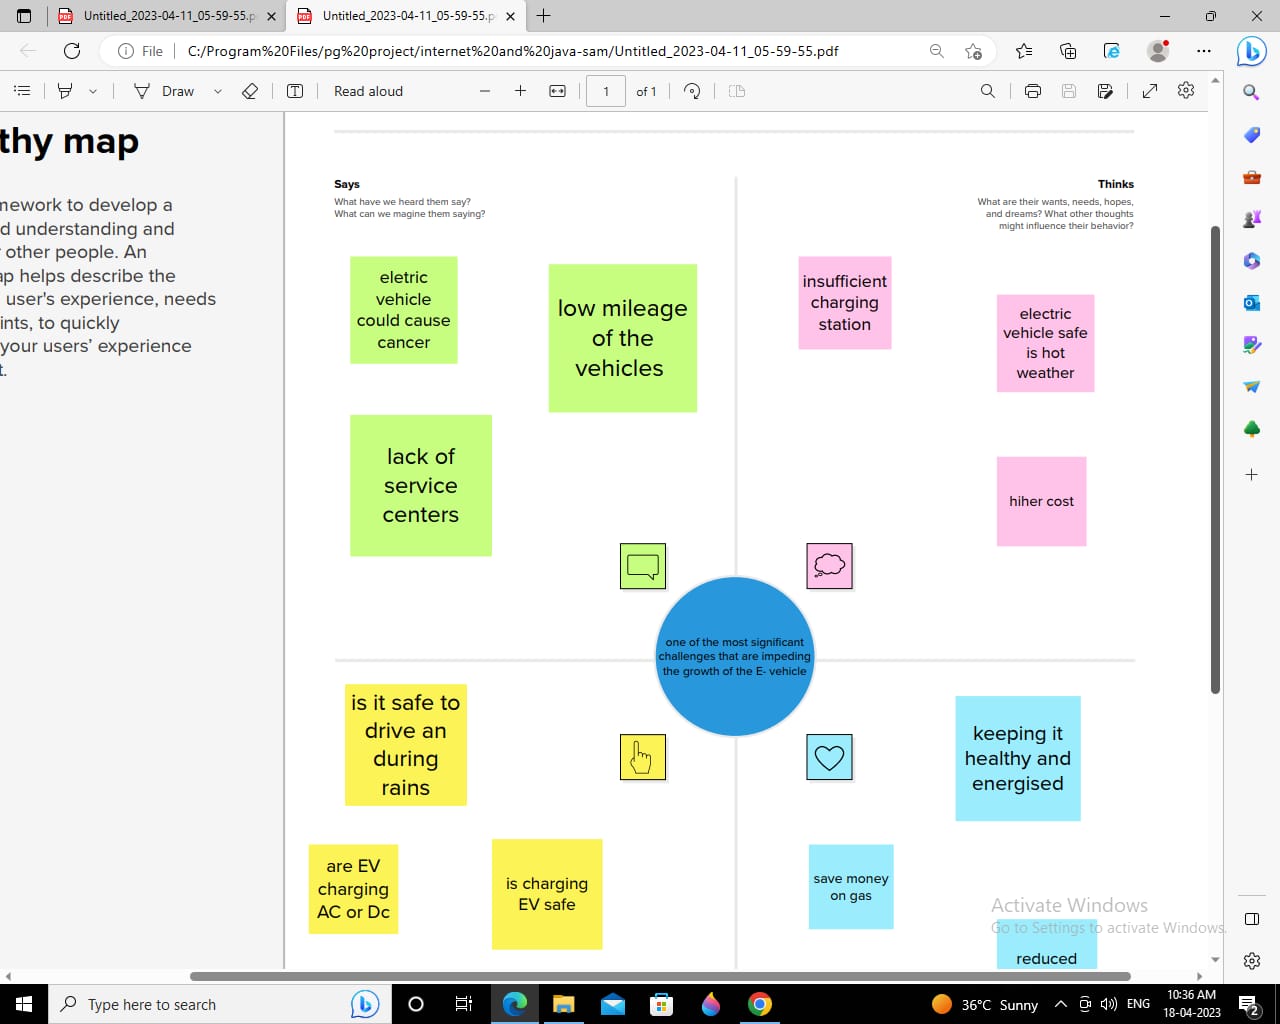 Untitled_2023-04-11_05-59-55.p
Untitled_2023-04-11_05-59-55.p
File
C:/Program%20Files/pg%20project/internet%20and%20java-sam/Untitled_2023-04-11_05-59-55.pdf
Draw
Read aloud
1
of 1
thy map
nework to develop a
d understanding and
other people. An
ap helps describe the
user's experience, needs
ints, to quickly
your users' experience
t.
Says
What have we heard them say?
What can we magine them saying?
Thinks
What are their wants, needs, hopes,
and dreams? What other thoughts
might influence their behavior?
eletric
vehicle
could cause
cancer
low mileage
of the
vehicles
lack of
service
centers
insufficient
charging
station
electric
vehicle safe
is hot
weather
hiher cost
one of the most significant
challenges that are impeding
the growth of the E- vehicle
is it safe to
drive an
during
rains
are EV
charging
AC or Dc
is charging
EV safe
keeping it
healthy and
energised
save money
on gas
reduced
Activate Windows
Go to Settings to activate Windows.
Type here to search
36°C Sunny
ENG
10:36 AM
18-04-2023
2